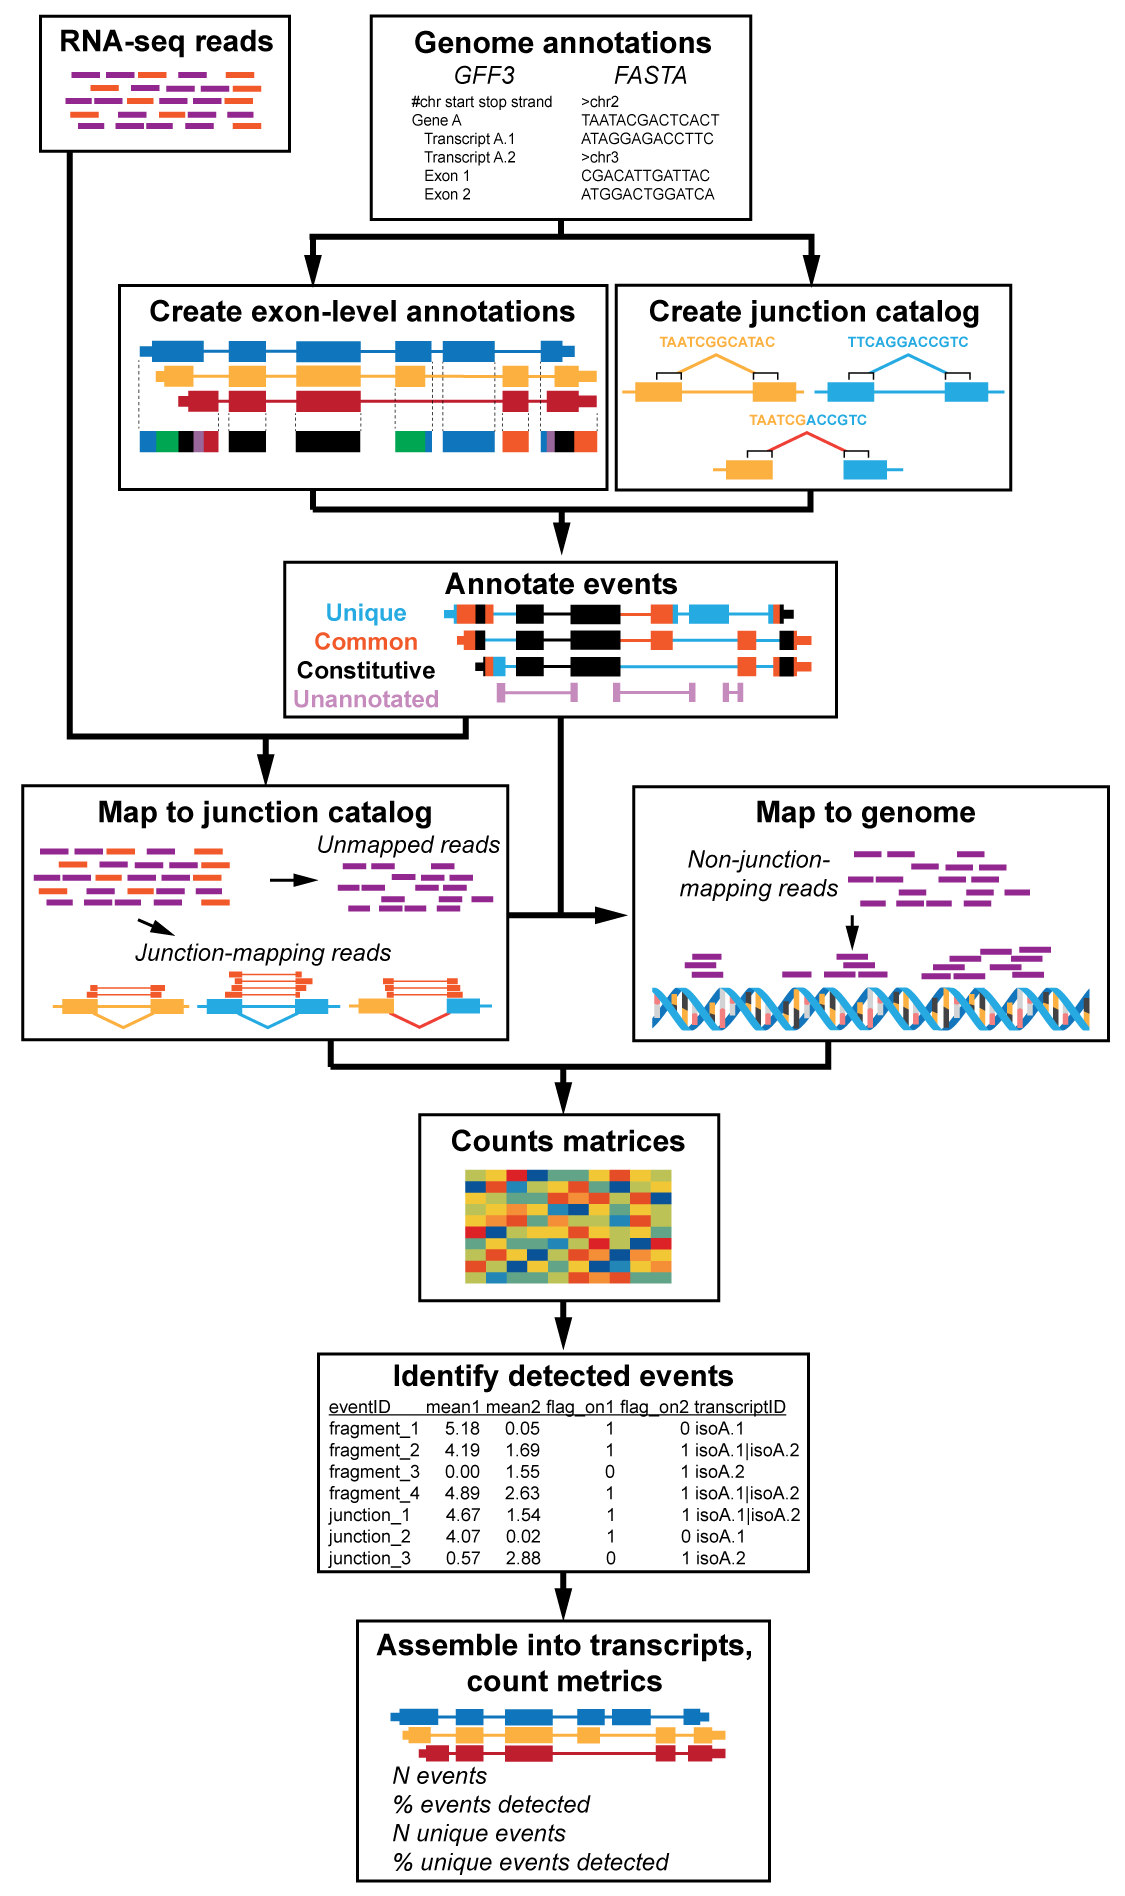 RNA-seq reads
Genome annotations
GFF3 FASTA
#chr start stop strand >chr2
Gene A TAATACGACTCACT
Transcript A.1 ATAGGAGACCTTC
Transcript A.2 >chr3
Exon 1 CGACATTGATTAC
Exon 2 ATGGACTGGATCA
Create exon-level annotations
Create junction catalog
TAATCGGCATAC TTCAGGACCGTC
TAATCGACCGTC
Annotate events
Unique
Common
Constitutive
Unannotated
Map to junction catalog
Unmapped reads
Junction-mapping reads
Map to genome
Non-junction-
mapping reads
Counts matrices
Identify detected events
eventID mean1 mean2 flag_on1 flag_on2 transcriptID
fragment_1 5.18 0.05 1 0 isoA.1
fragment_2 4.19 1.69 1 1 isoA.1|isoA.2
fragment_3 0.00 1.55 0 1 isoA.2
fragment_4 4.89 2.63 1 1 isoA.1|isoA.2
junction_1 4.67 1.54 1 1 isoA.1|isoA.2
junction_2 4.07 0.02 1 0 isoA.1
junction_3 0.57 2.88 0 1 isoA.2
Assemble into transcripts,
count metrics
N events
% events detected
N unique events
% unique events detected